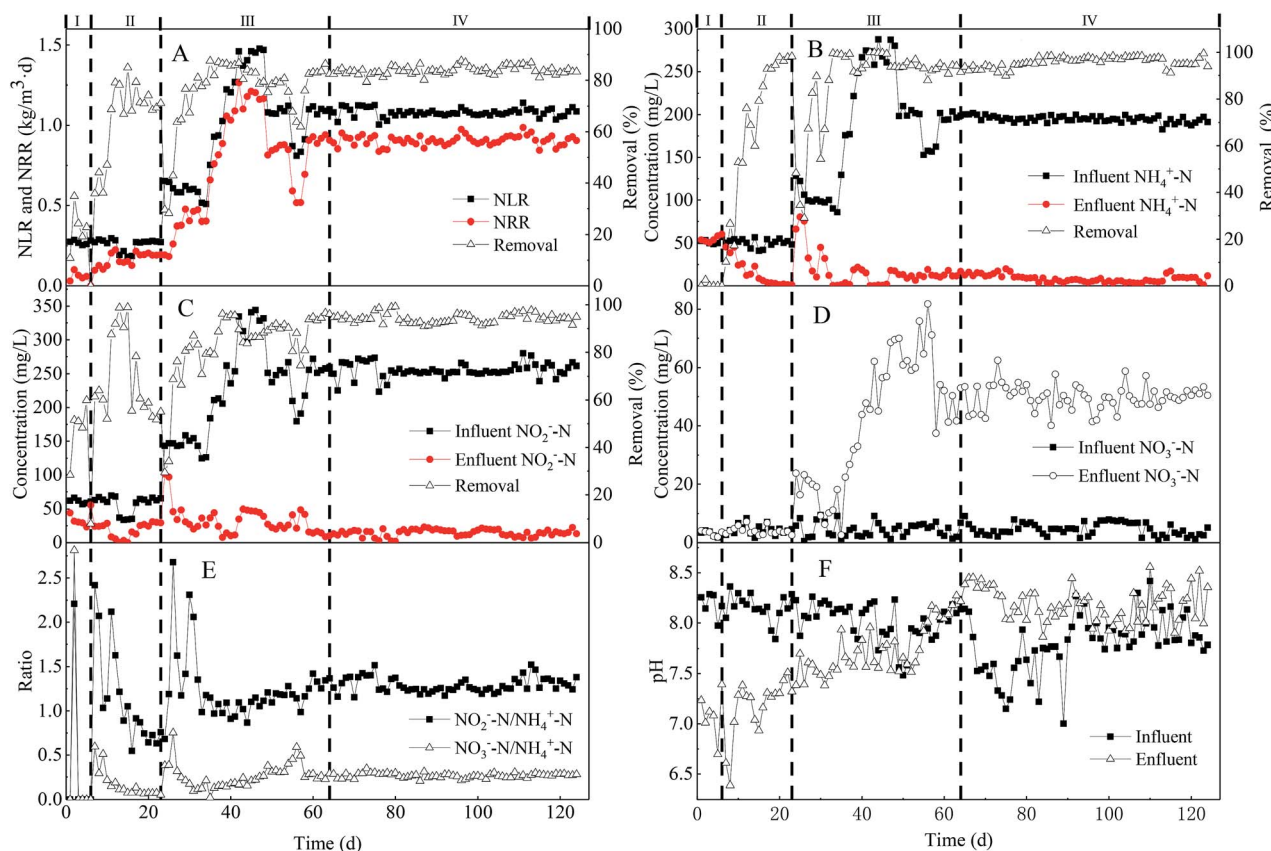 I II III IV
A
NLR and NRR (kg/m³·d)
1.5
1.0
0.5
0.0
100
80
60
40
20
0
Removal (%)
NLR
NRR
Removal
I II III IV
B
Concentration (mg/L)
300
250
200
150
100
50
0
100
80
60
40
20
0
Removal (%)
Influent NH₄⁺-N
Enfluent NH₄⁺-N
Removal
C
Concentration (mg/L)
350
300
250
200
150
100
50
0
100
80
60
40
20
0
Removal (%)
Influent NO₂⁻-N
Enfluent NO₂⁻-N
Removal
D
Concentration (mg/L)
80
60
40
20
0
Influent NO₃⁻-N
Enfluent NO₃⁻-N
E
Ratio
2.5
2.0
1.5
1.0
0.5
0.0
NO₂⁻-N/NH₄⁺-N
NO₃⁻-N/NH₄⁺-N
0 20 40 60 80 100 120
Time (d)
F
pH
8.5
8.0
7.5
7.0
6.5
Influent
Enfluent
0 20 40 60 80 100 120
Time (d)